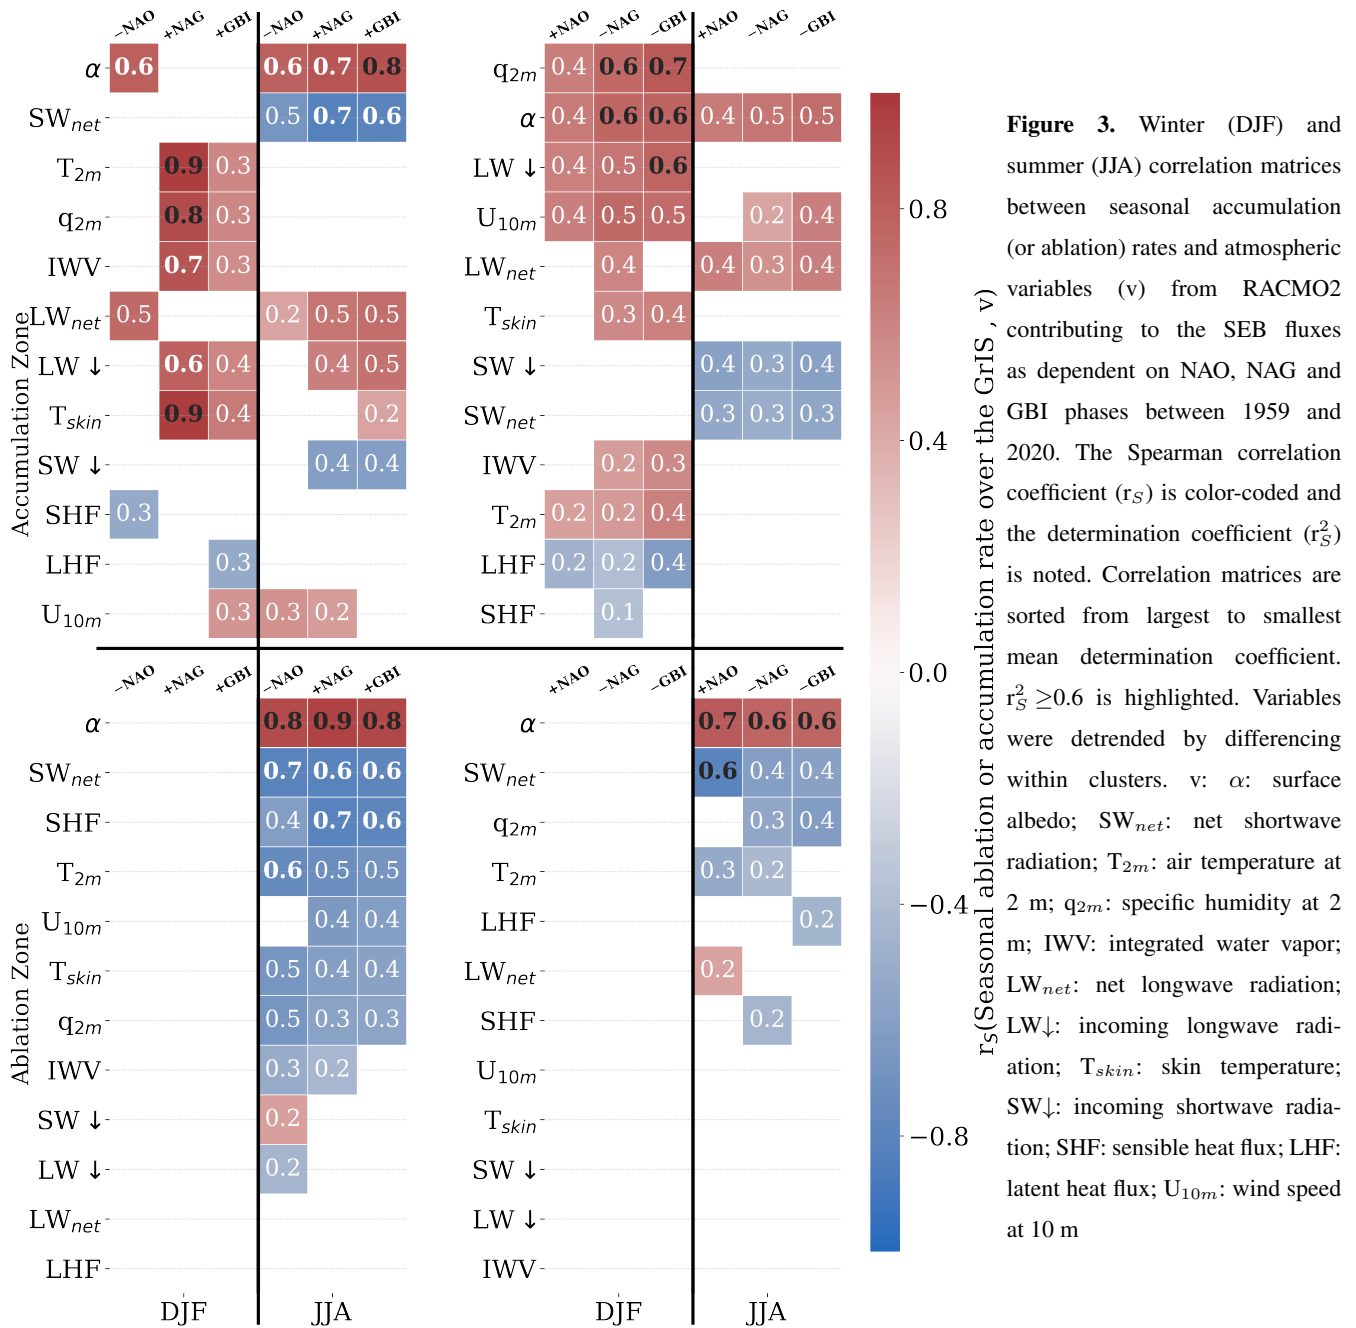 −NAO +NAG +GBI −NAO +NAG +GBI
α 0.6 0.6 0.7 0.8
SWnet 0.5 0.7 0.6
T2m 0.9 0.3
q2m 0.8 0.3
IWV 0.7 0.3
LWnet 0.5 0.2 0.5 0.5
LW ↓ 0.6 0.4 0.4 0.5
Tskin 0.9 0.4 0.2
SW ↓ 0.4 0.4
SHF 0.3
LHF 0.3
U10m 0.3 0.3 0.2
Accumulation Zone
+NAO −NAG −GBI +NAO −NAG −GBI
q2m 0.4 0.6 0.7
α 0.4 0.6 0.6 0.4 0.5 0.5
LW ↓ 0.4 0.5 0.6
U10m 0.4 0.5 0.5 0.2 0.4
LWnet 0.4 0.4 0.3 0.4
Tskin 0.3 0.4
SW ↓ 0.4 0.3 0.4
SWnet 0.3 0.3 0.3
IWV 0.2 0.3
T2m 0.2 0.2 0.4
LHF 0.2 0.2 0.4
SHF 0.1
−NAO +NAG +GBI −NAO +NAG +GBI
α 0.8 0.9 0.8
SWnet 0.7 0.6 0.6
SHF 0.4 0.7 0.6
T2m 0.6 0.5 0.5
U10m 0.4 0.4
Tskin 0.5 0.4 0.4
q2m 0.5 0.3 0.3
IWV 0.3 0.2
SW ↓ 0.2
LW ↓ 0.2
LWnet
LHF
Ablation Zone
DJF JJA
+NAO −NAG −GBI +NAO −NAG −GBI
α 0.7 0.6 0.6
SWnet 0.6 0.4 0.4
q2m 0.3 0.4
T2m 0.3 0.2
LHF 0.2
LWnet 0.2
SHF 0.2
U10m
Tskin
SW ↓
LW ↓
IWV
DJF JJA
0.8
0.4
0.0
−0.4
−0.8
rS(Seasonal ablation or accumulation rate over the GrIS , v)
Figure 3. Winter (DJF) and
summer (JJA) correlation matrices
between seasonal accumulation
(or ablation) rates and atmospheric
variables (v) from RACMO2
contributing to the SEB fluxes
as dependent on NAO, NAG and
GBI phases between 1959 and
2020. The Spearman correlation
coefficient (rS) is color-coded and
the determination coefficient (r²S)
is noted. Correlation matrices are
sorted from largest to smallest
mean determination coefficient.
r²S ≥0.6 is highlighted. Variables
were detrended by differencing
within clusters. v: α: surface
albedo; SWnet: net shortwave
radiation; T2m: air temperature at
2 m; q2m: specific humidity at 2
m; IWV: integrated water vapor;
LWnet: net longwave radiation;
LW↓: incoming longwave radi-
ation; Tskin: skin temperature;
SW↓: incoming shortwave radia-
tion; SHF: sensible heat flux; LHF:
latent heat flux; U10m: wind speed
at 10 m